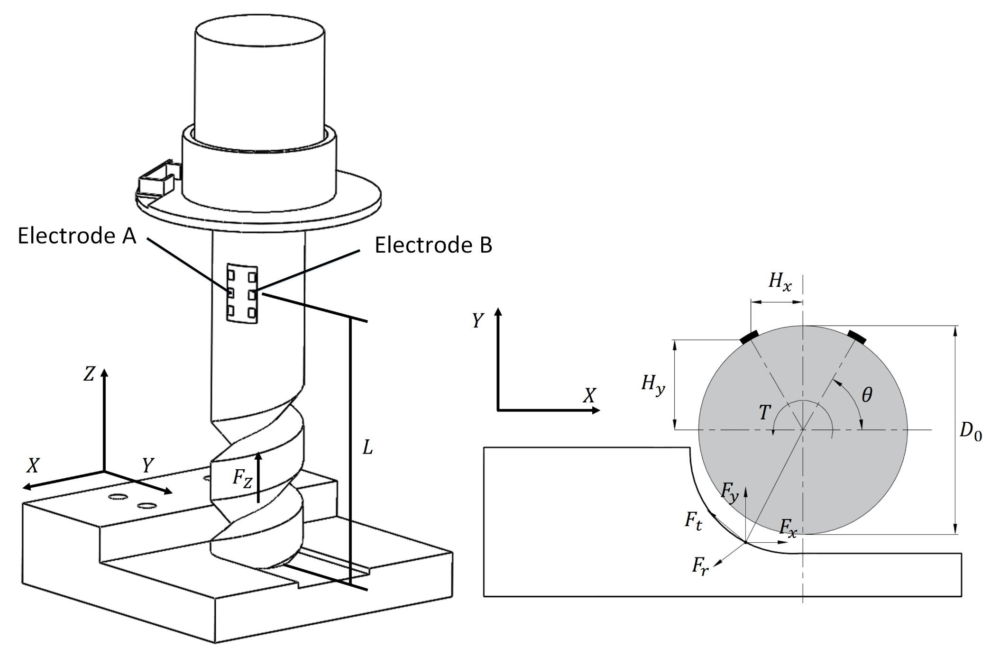 Electrode A
Electrode B
Z
X
Y
F_Z
L
H_x
Y
X
H_y
θ
T
D_0
F_y
F_t
F_x
F_r